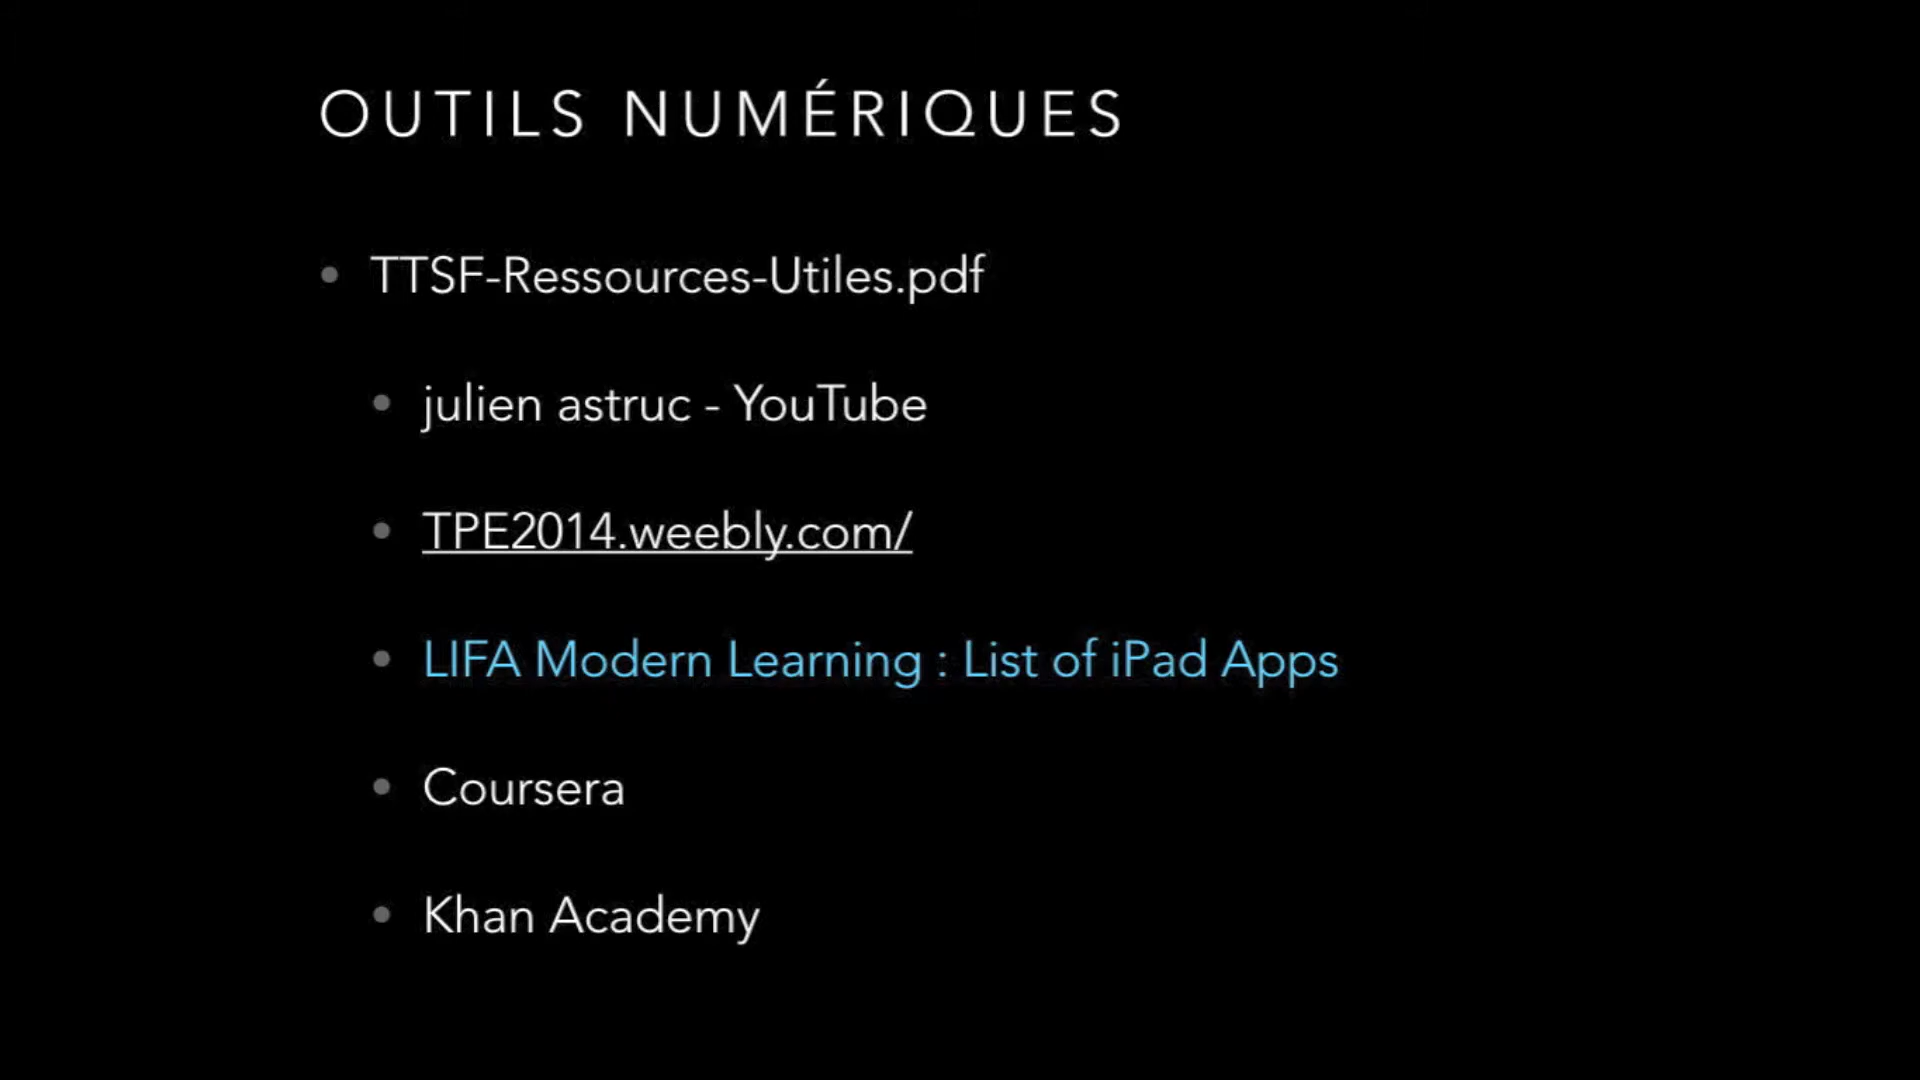 OUTILS NUMÉRIQUES
TTSF-Ressources-Utiles.pdf
julien astruc - YouTube
TPE2014.weebly.com/
LIFA Modern Learning : List of iPad Apps
Coursera
Khan Academy